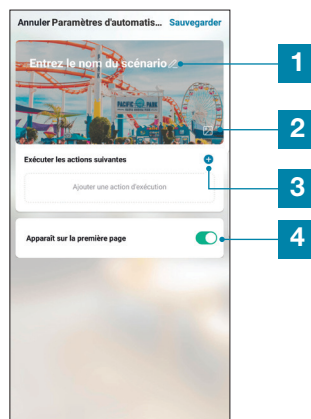 Annuler Paramètres d'automatis... Sauvegarder
Entrez le nom du scénario
PACIFIC PARK
Exécuter les actions suivantes
Ajouter une action d'exécution
Apparaît sur la première page
1
2
3
4